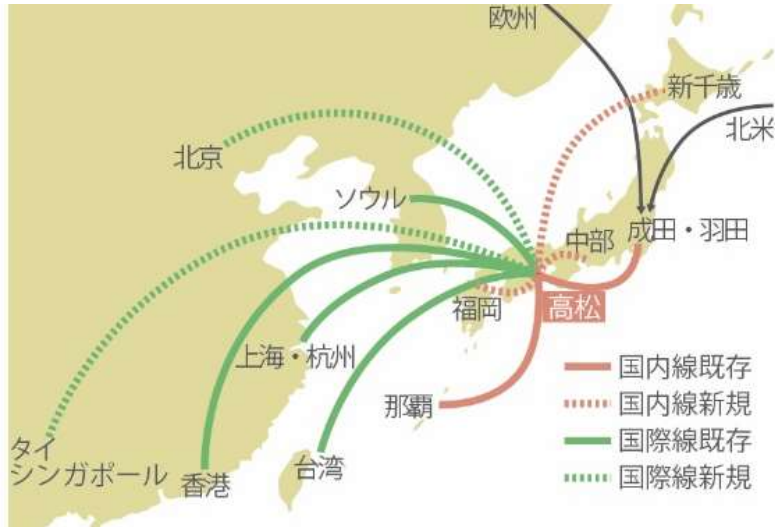 欧州
新千歳
北米
北京
ソウル
成田・羽田
中部
福岡
高松
上海・杭州
那覇
タイ
シンガポール
香港
台湾
国内線既存
国内線新規
国際線既存
国際線新規